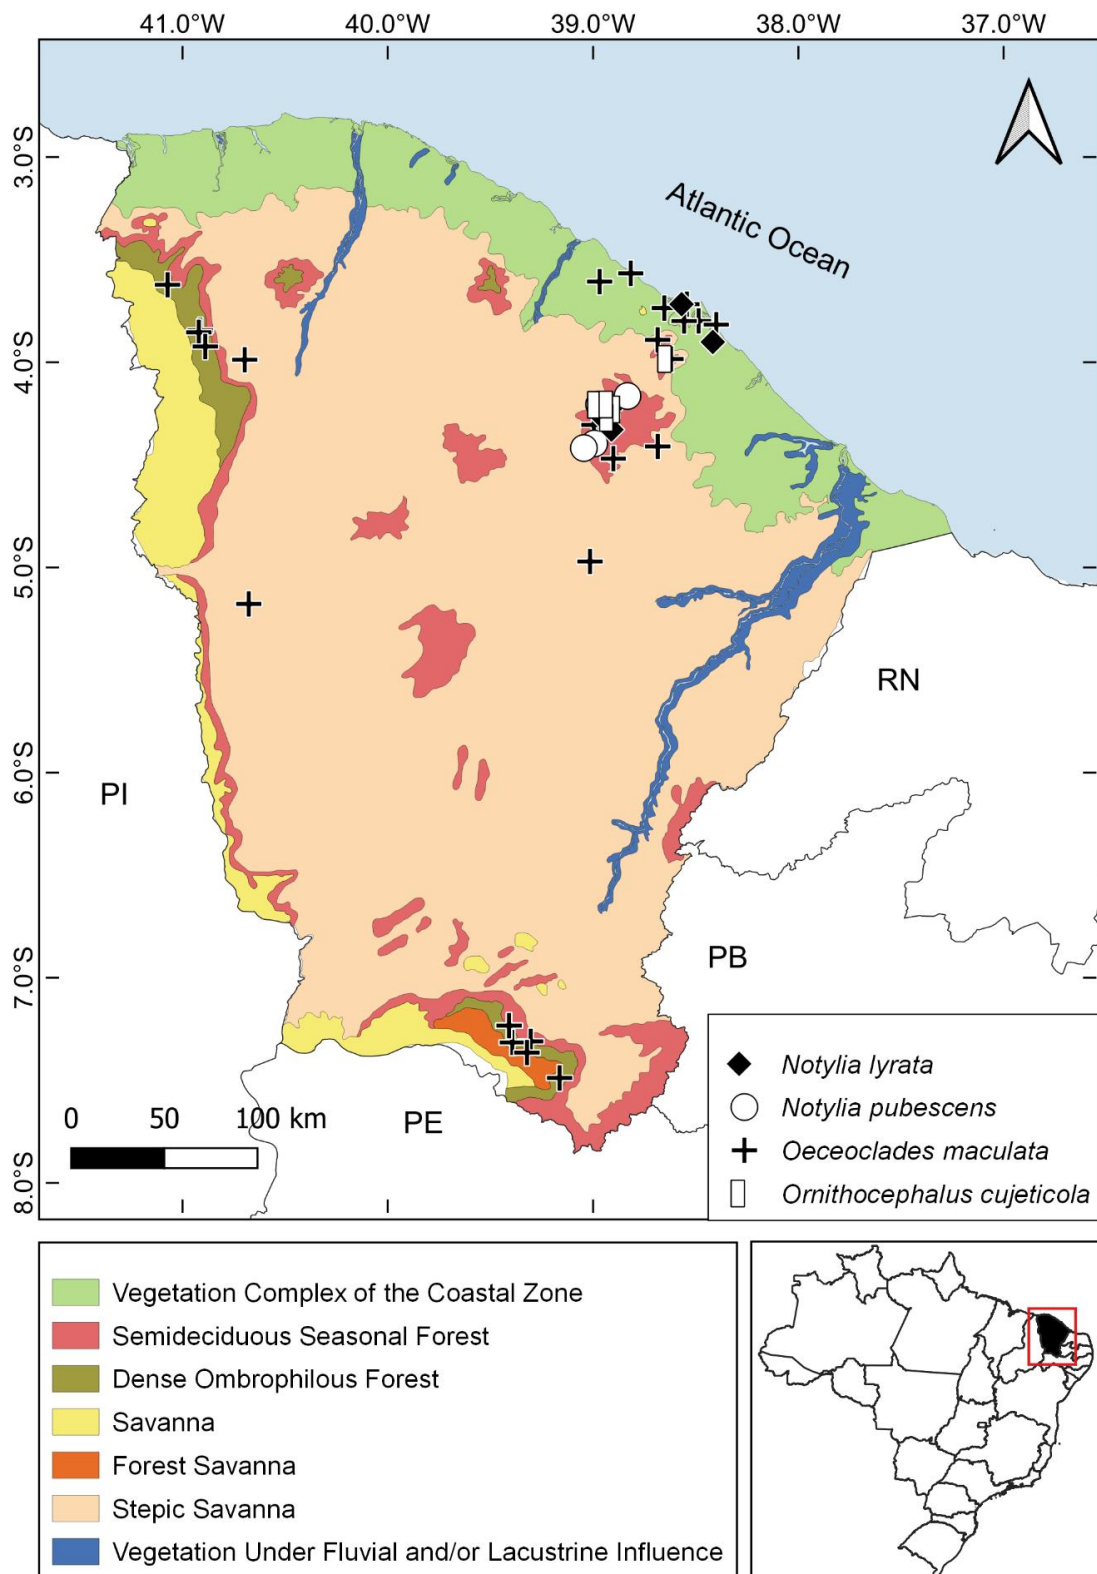 41.0°W 40.0°W 39.0°W 38.0°W 37.0°W
3.0°S
4.0°S
5.0°S
6.0°S
7.0°S
8.0°S
Atlantic Ocean
RN
PI
PB
PE
0 50 100 km
Notylia lyrata
Notylia pubescens
Oeceoclades maculata
Ornithocephalus cujeticola
Vegetation Complex of the Coastal Zone
Semideciduous Seasonal Forest
Dense Ombrophilous Forest
Savanna
Forest Savanna
Stepic Savanna
Vegetation Under Fluvial and/or Lacustrine Influence